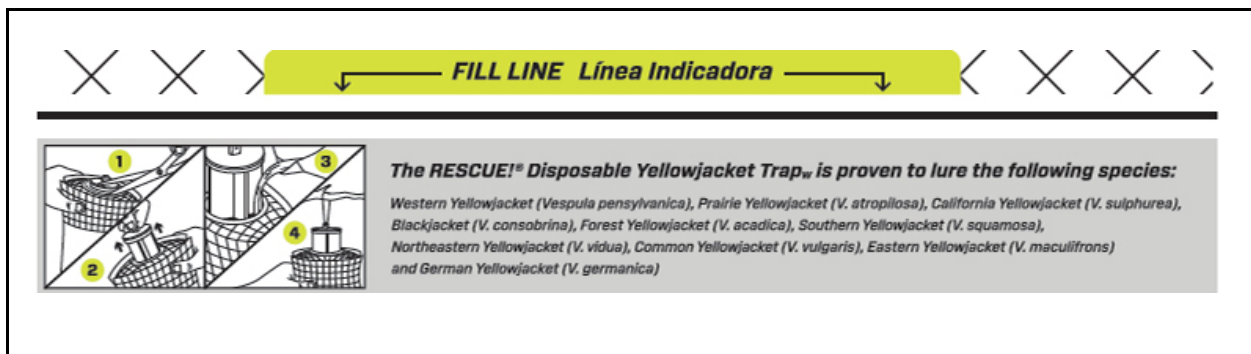 FILL LINE Línea Indicadora
1
2
3
4
The RESCUE!® Disposable Yellowjacket Trapw is proven to lure the following species:
Western Yellowjacket (Vespula pensylvanica), Prairie Yellowjacket (V. atropilosa), California Yellowjacket (V. sulphurea),
Blackjacket (V. consobrina), Forest Yellowjacket (V. acadica), Southern Yellowjacket (V. squamosa),
Northeastern Yellowjacket (V. vidua), Common Yellowjacket (V. vulgaris), Eastern Yellowjacket (V. maculifrons)
and German Yellowjacket (V. germanica)